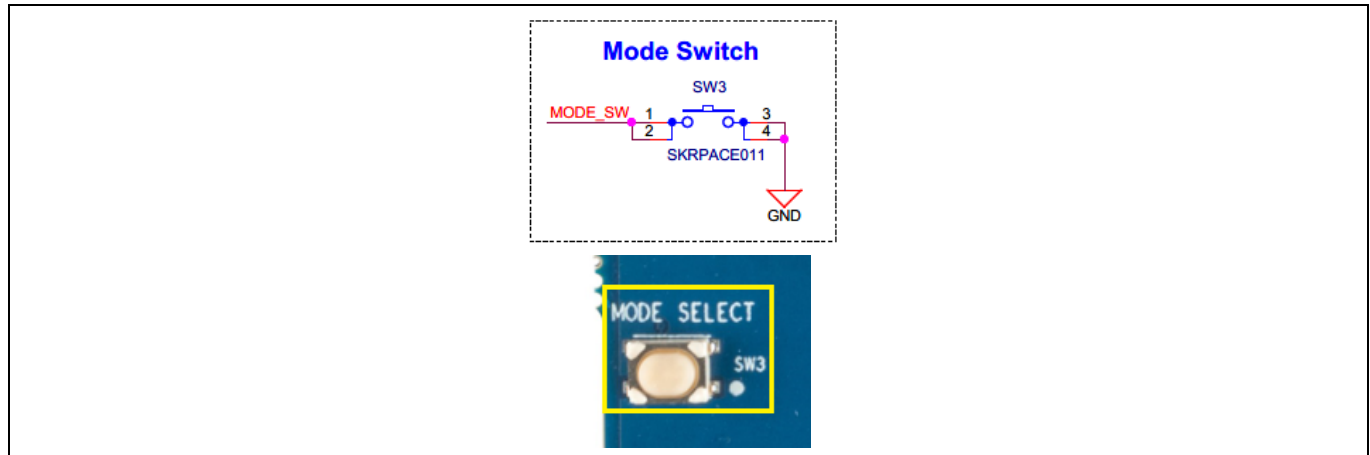 Mode Switch
SW3
MODE_SW 1 3
2 4
SKRPACE011
GND
MODE SELECT
SW3